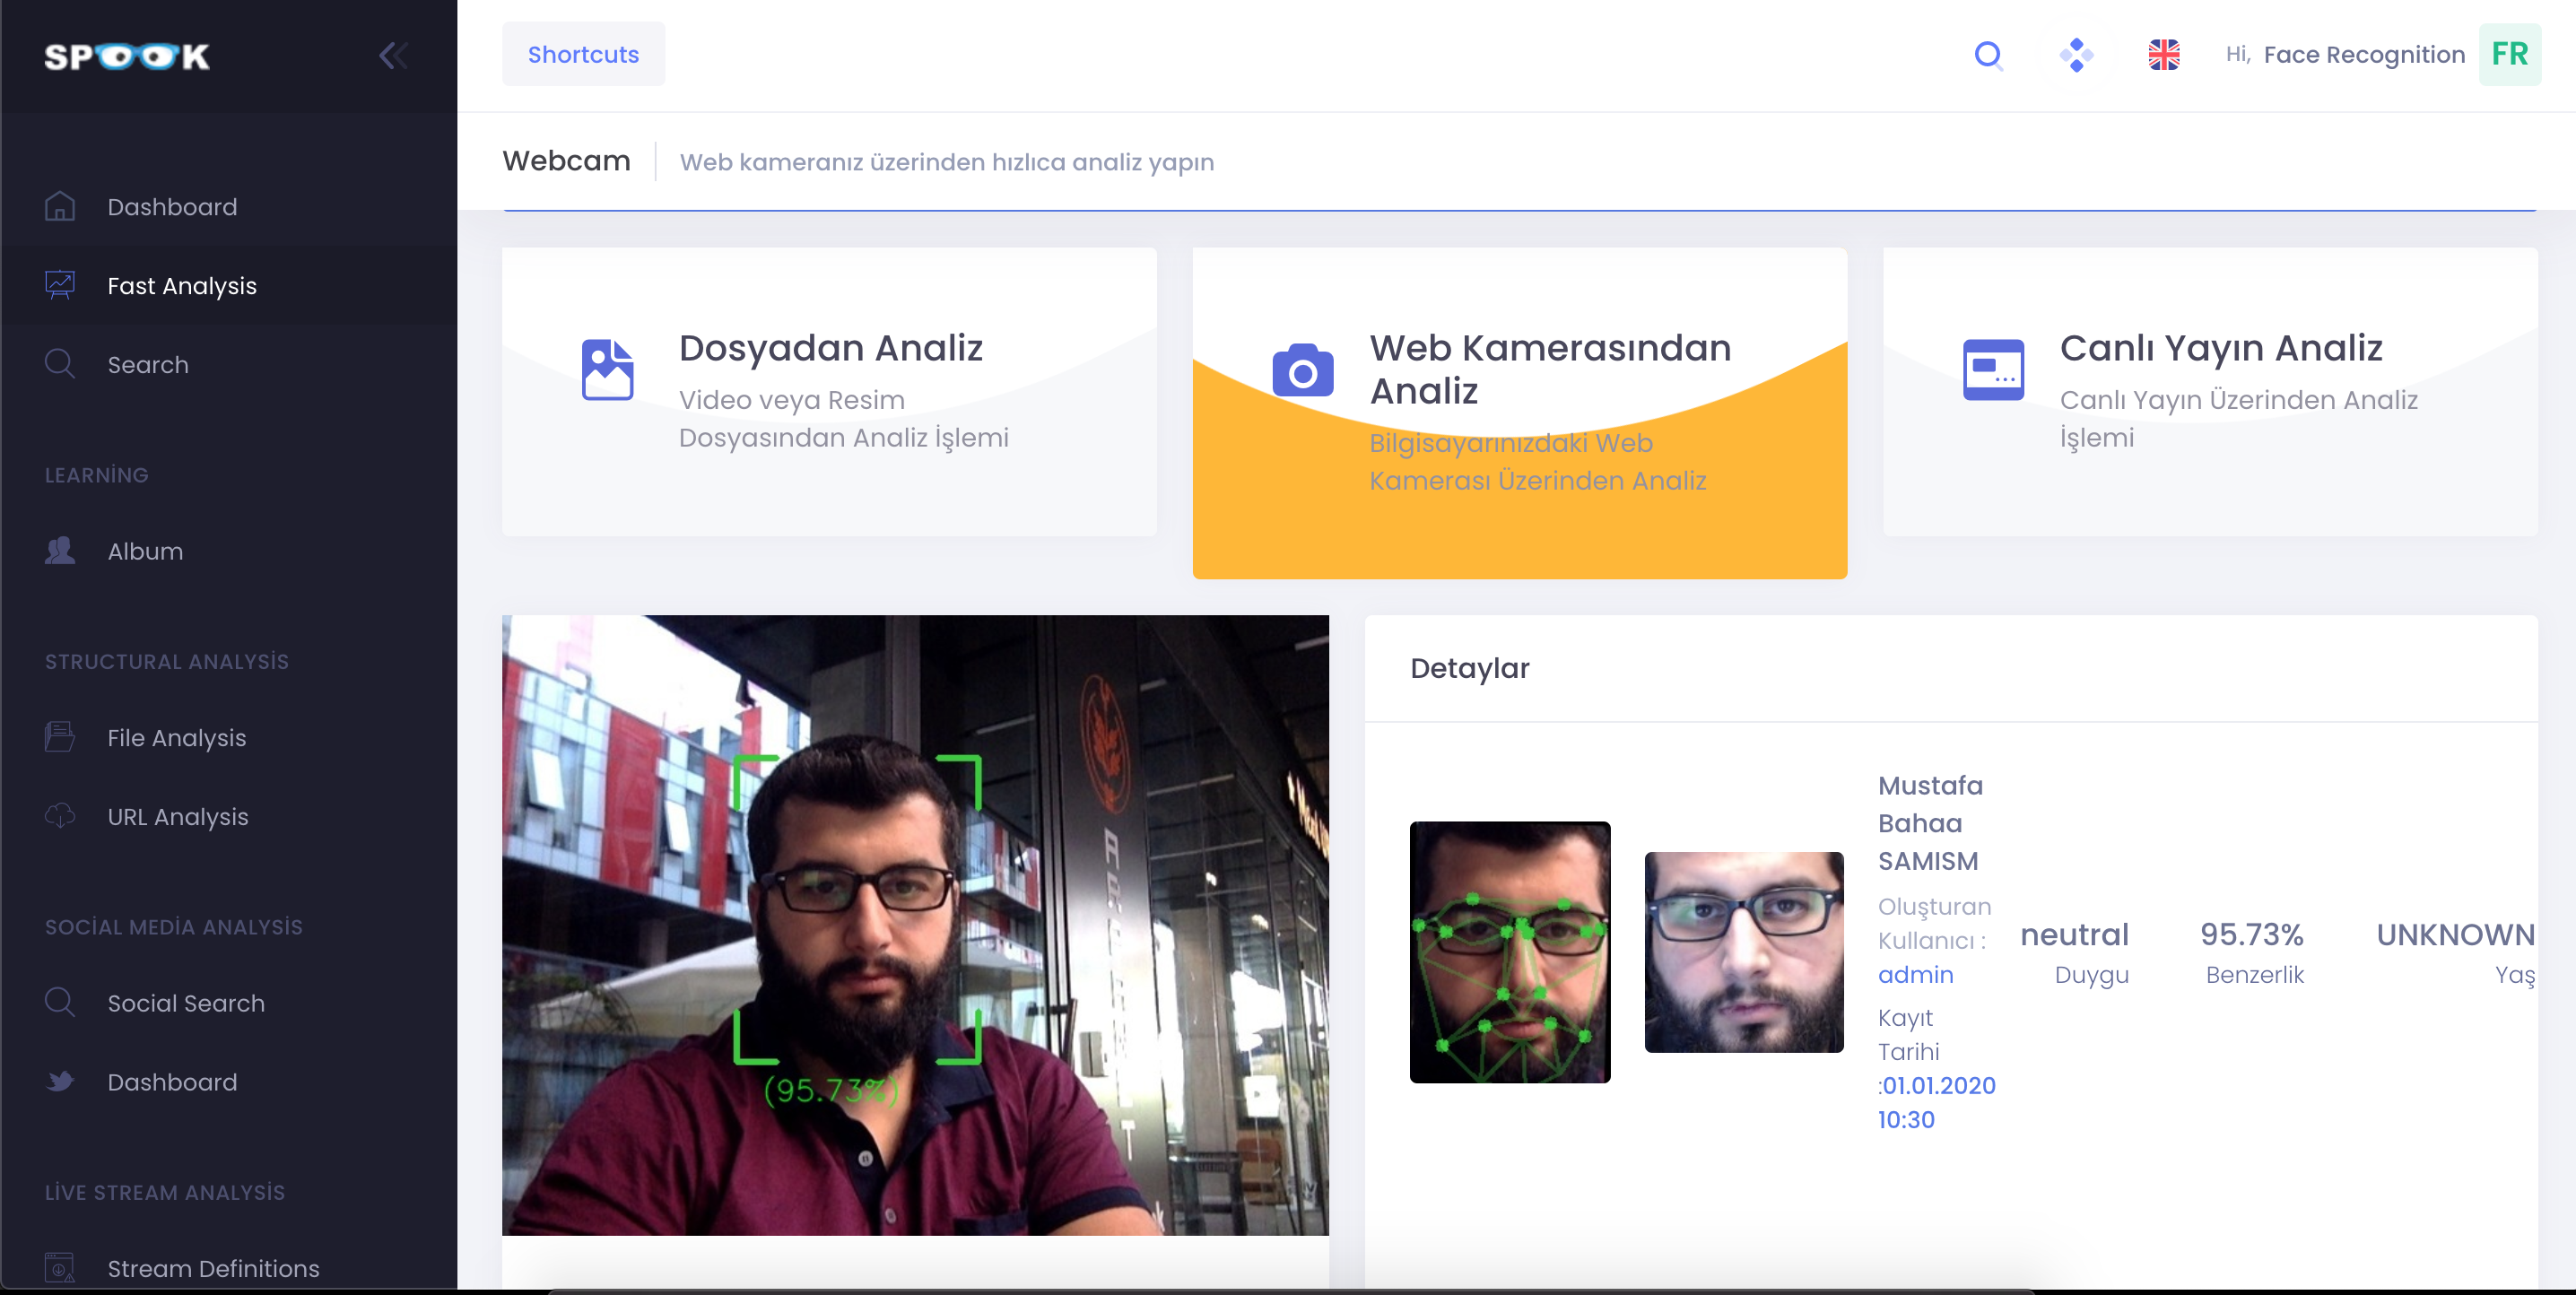 SPOOK
Shortcuts
Hi, Face Recognition FR
Webcam
Web kameranız üzerinden hızlıca analiz yapın
Dashboard
Fast Analysis
Search
LEARNİNG
Album
STRUCTURAL ANALYSİS
File Analysis
URL Analysis
SOCİAL MEDİA ANALYSİS
Social Search
Dashboard
LİVE STREAM ANALYSİS
Stream Definitions
Dosyadan Analiz
Video veya Resim
Dosyasından Analiz İşlemi
Web Kamerasından
Analiz
Bilgisayarınızdaki Web
Kamerası Üzerinden Analiz
Canlı Yayın Analiz
Canlı Yayın Üzerinden Analiz
İşlemi
(95.73%)
Detaylar
Mustafa
Bahaa
SAMISM
Oluşturan
Kullanıcı :
admin
Kayıt
Tarihi
:01.01.2020
10:30
neutral
Duygu
95.73%
Benzerlik
UNKNOWN
Yaş